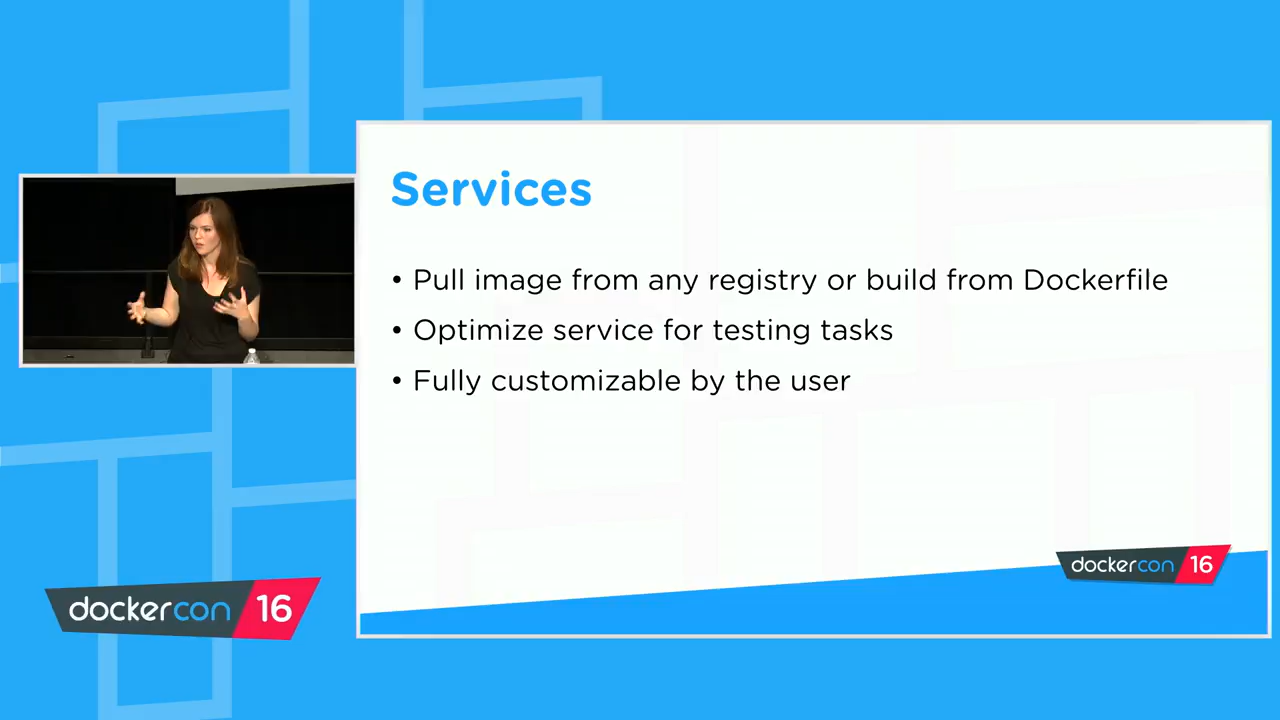 Services
• Pull image from any registry or build from Dockerfile
• Optimize service for testing tasks
• Fully customizable by the user
dockercon 16
dockercon 16